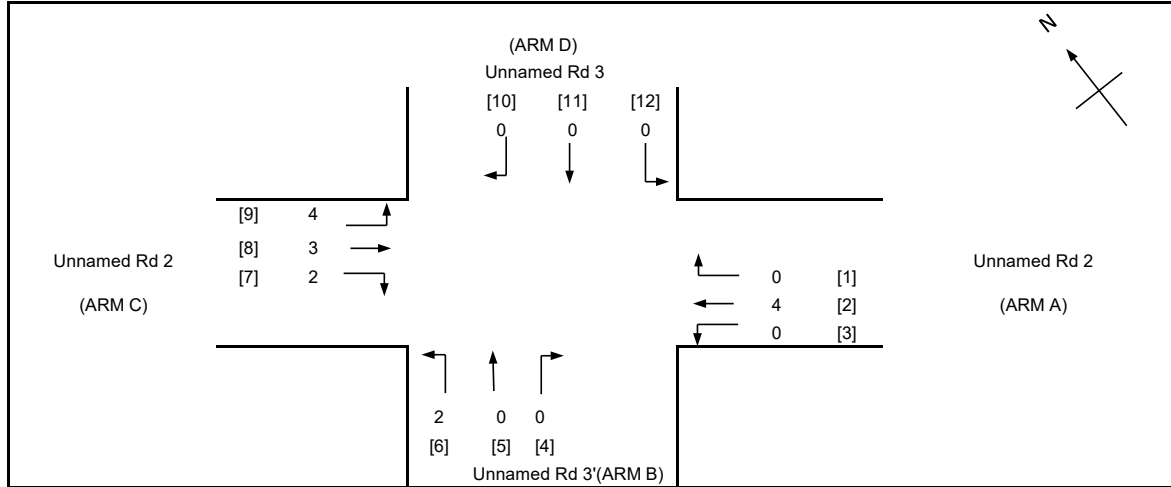 N
(ARM D)
Unnamed Rd 3
[10] [11] [12]
0 0 0
[9] 4
[8] 3
[7] 2
Unnamed Rd 2
(ARM C)
0 [1]
4 [2]
0 [3]
Unnamed Rd 2
(ARM A)
2 0 0
[6] [5] [4]
Unnamed Rd 3'(ARM B)